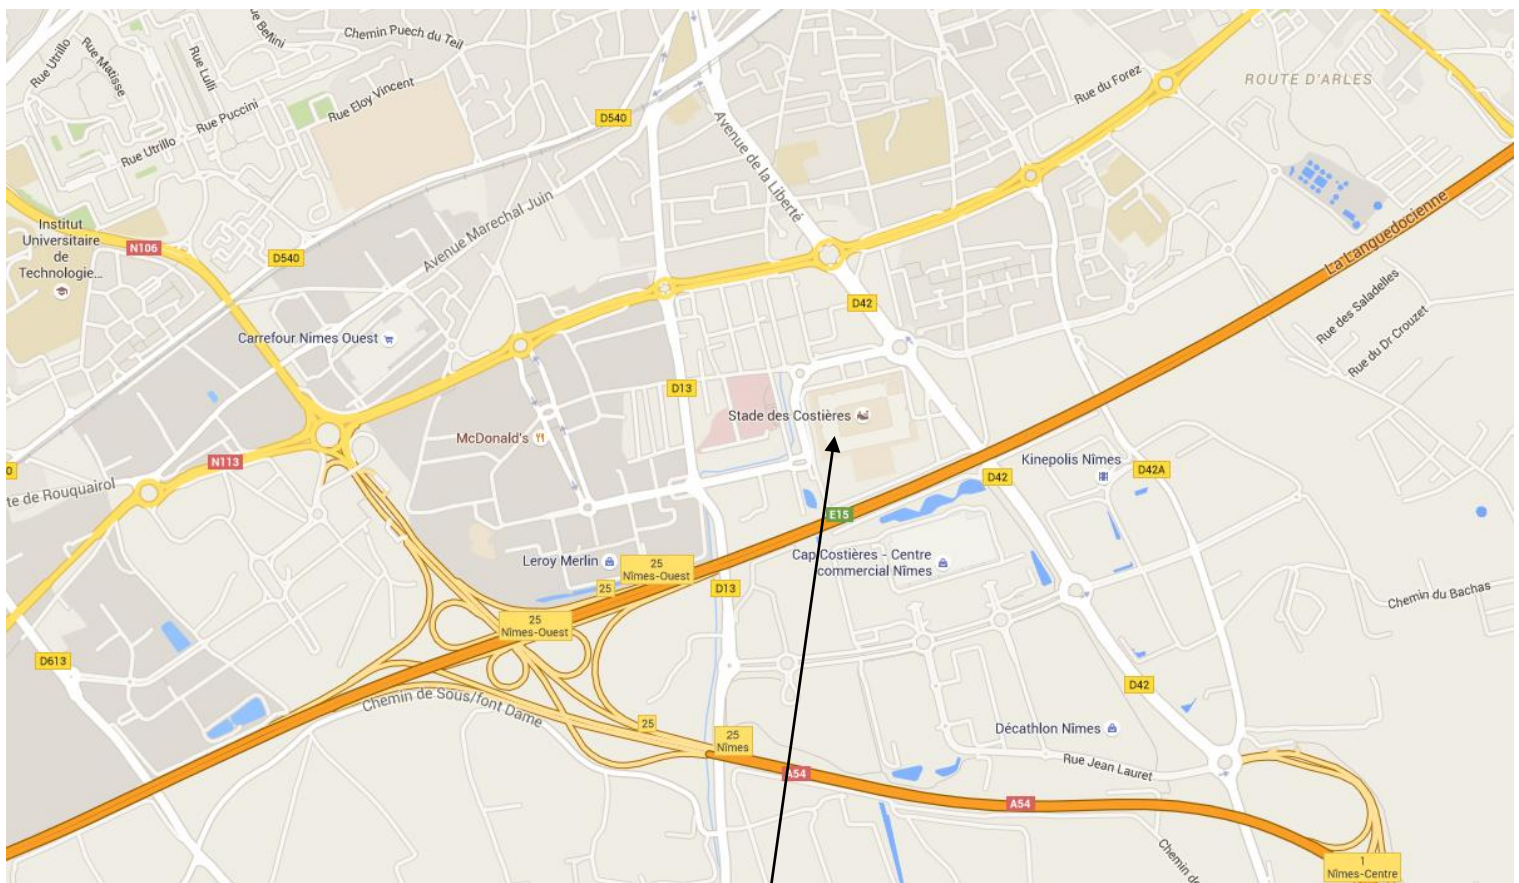 Rue Utrillo
Rue Matisse
Rue Lulli
Chemin Puech du Teil
Rue Puccini
Rue Eloy Vincent
Rue Utrillo
D540
Avenue de la Liberté
Rue du Forez
ROUTE D'ARLES
Institut
Universitaire
de
Technologie...
N106
D540
Avenue Marechal Juin
La Languedocienne
Rue des Saladelles
Rue du Dr Crouzet
D42
Carrefour Nimes Ouest
D13
Stade des Costières
McDonald's
N113
te de Rouquairol
Kinepolis Nîmes
D42
D42A
E15
Leroy Merlin
25
Nîmes-Ouest
25
Cap Costières - Centre
commercial Nîmes
D13
Chemin du Bachas
25
Nîmes-Ouest
D613
Chemin de Sous/font Dame
D42
25
25
Nîmes
Décathlon Nîmes
Rue Jean Lauret
A54
A54
Chemin de
1
Nîmes-Centre